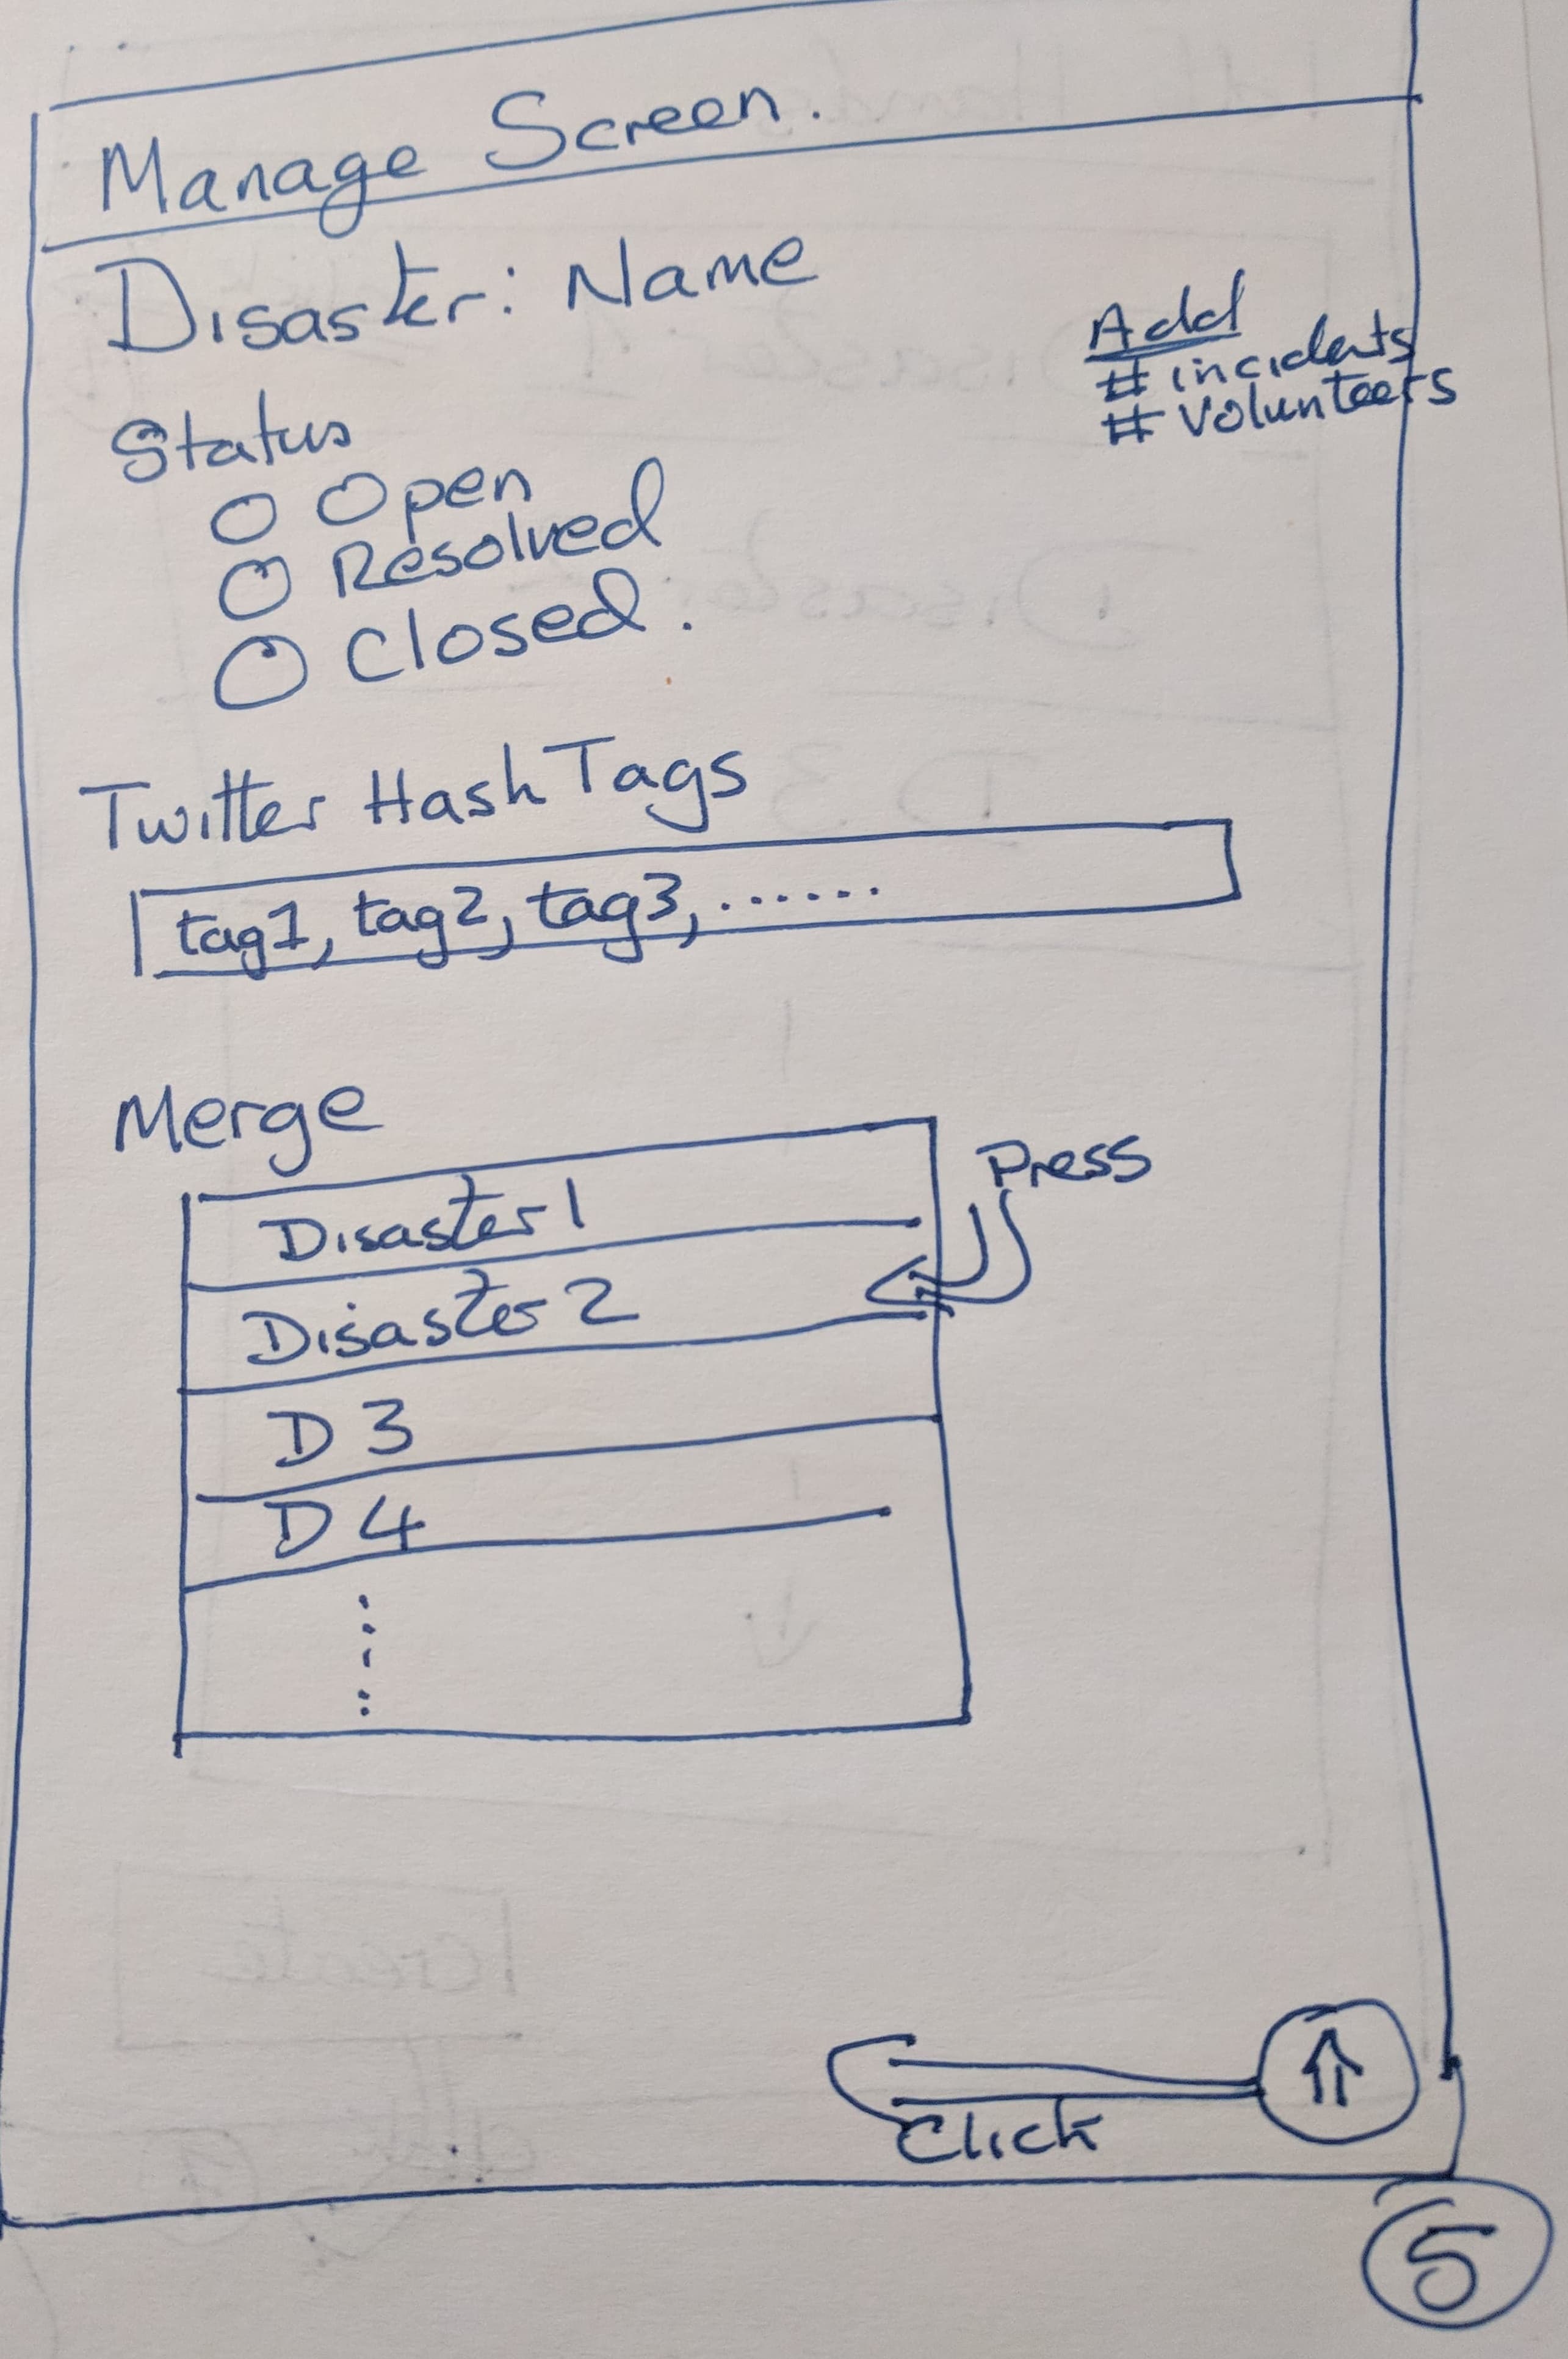 Manage Screen.
Disaster: Name
Add
# incidents
# Volunteers
Status
Open
Resolved
Closed.
Twitter HashTags
tag1, tag2, tag3, ......
Merge
Press
Disaster 1
Disaster 2
D 3
D 4
Click
5